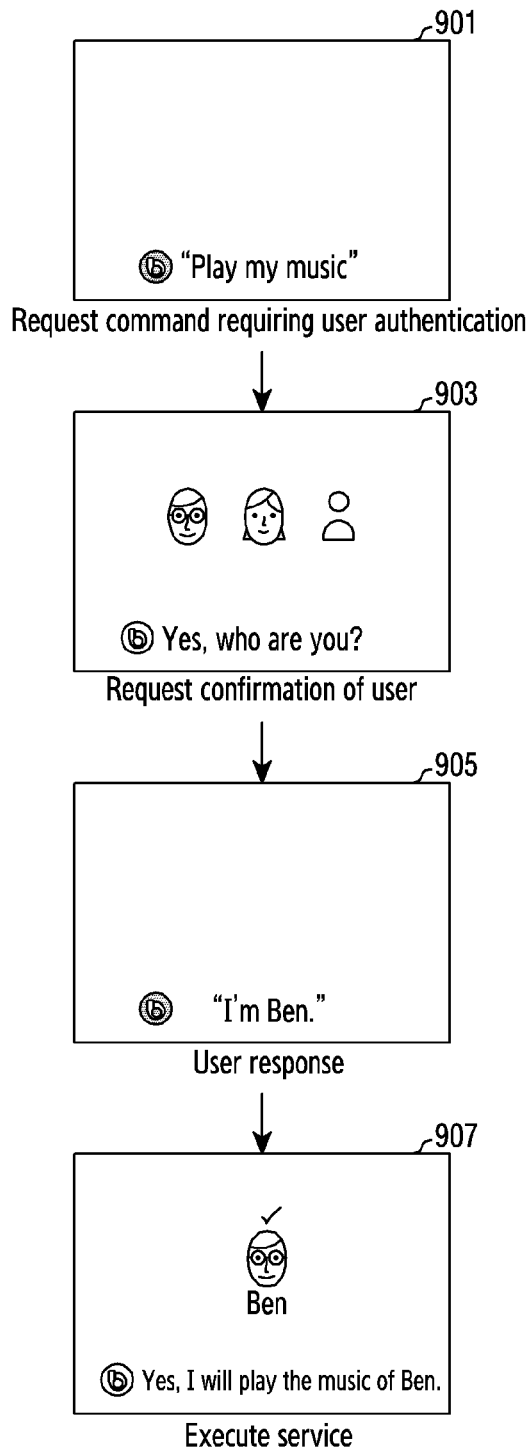 901
“Play my music”
Request command requiring user authentication
903
Yes, who are you?
Request confirmation of user
905
“I'm Ben.”
User response
907
Ben
Yes, I will play the music of Ben.
Execute service